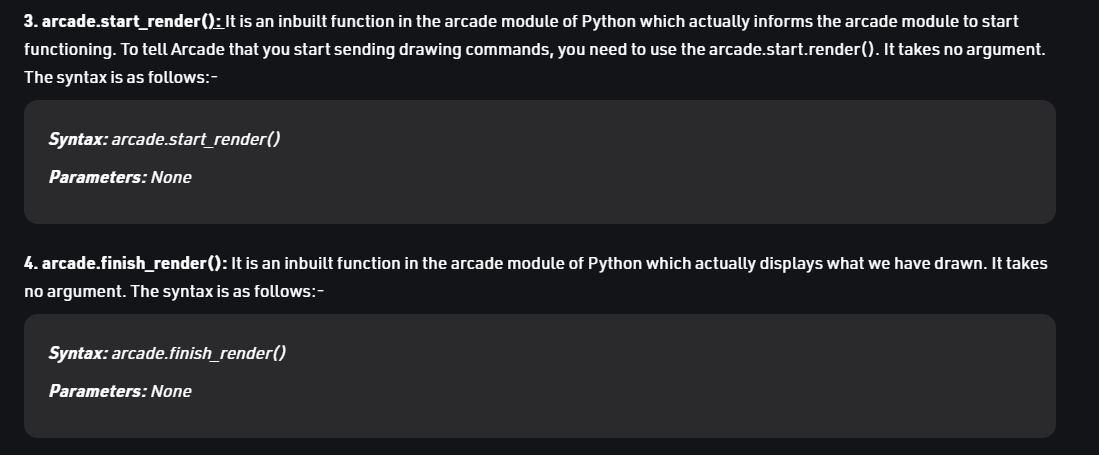 3. arcade.start_render(): It is an inbuilt function in the arcade module of Python which actually informs the arcade module to start
functioning. To tell Arcade that you start sending drawing commands, you need to use the arcade.start.render(). It takes no argument.
The syntax is as follows:-
Syntax: arcade.start_render()
Parameters: None
4. arcade.finish_render(): It is an inbuilt function in the arcade module of Python which actually displays what we have drawn. It takes
no argument. The syntax is as follows:-
Syntax: arcade.finish_render()
Parameters: None